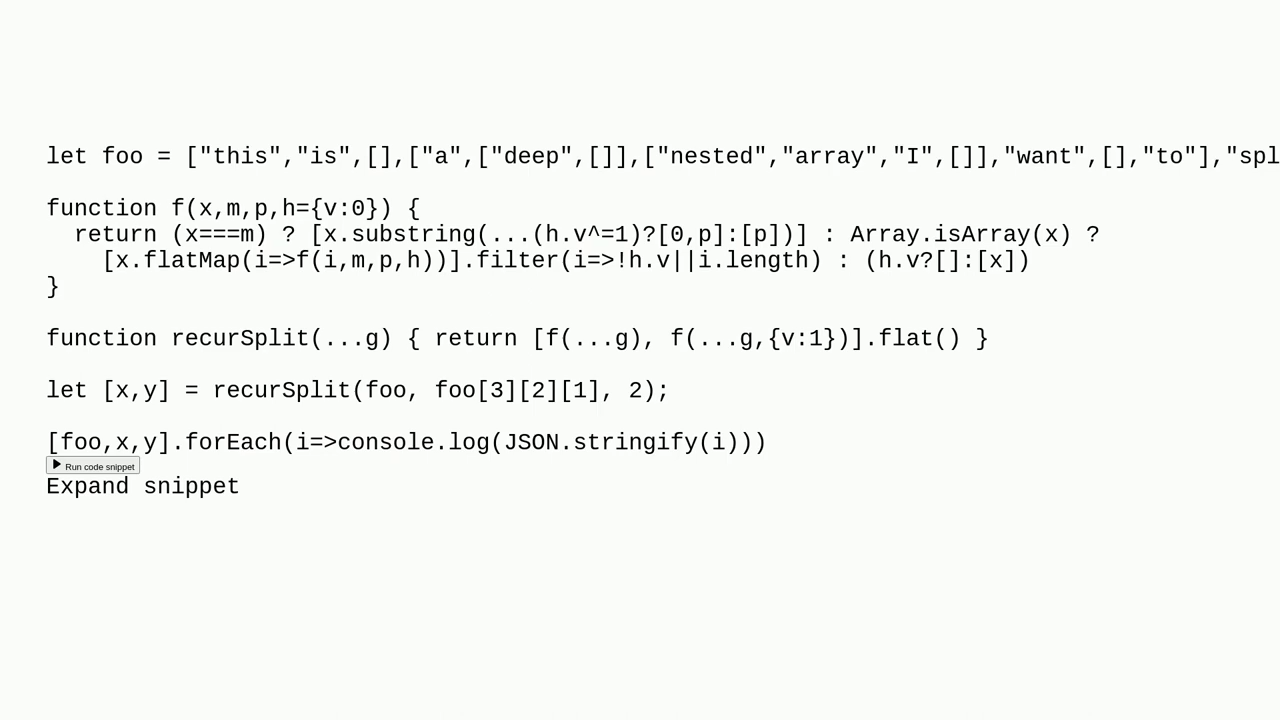 let foo = ["this","is",[],["a",["deep",[]],["nested","array","I",[]],"want",[],"to"],"spl
function f(x,m,p,h={v:0}) {
  return (x===m) ? [x.substring(...(h.v^=1)?[0,p]:[p])] : Array.isArray(x) ?
    [x.flatMap(i=>f(i,m,p,h))].filter(i=>!h.v||i.length) : (h.v?[]:[x])
}
function recurSplit(...g) { return [f(...g), f(...g,{v:1})].flat() }
let [x,y] = recurSplit(foo, foo[3][2][1], 2);
[foo,x,y].forEach(i=>console.log(JSON.stringify(i)))
Run code snippet
Expand snippet